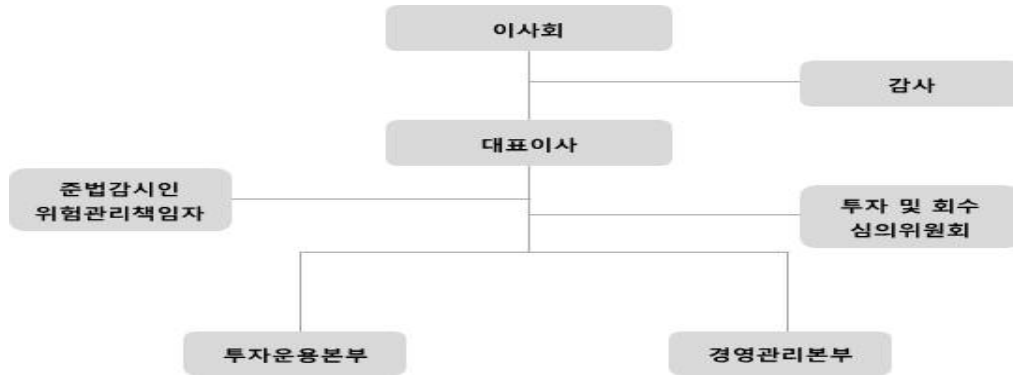 이사회
감사
대표이사
준법감시인
위험관리책임자
투자 및 회수
심의위원회
투자운용본부
경영관리본부